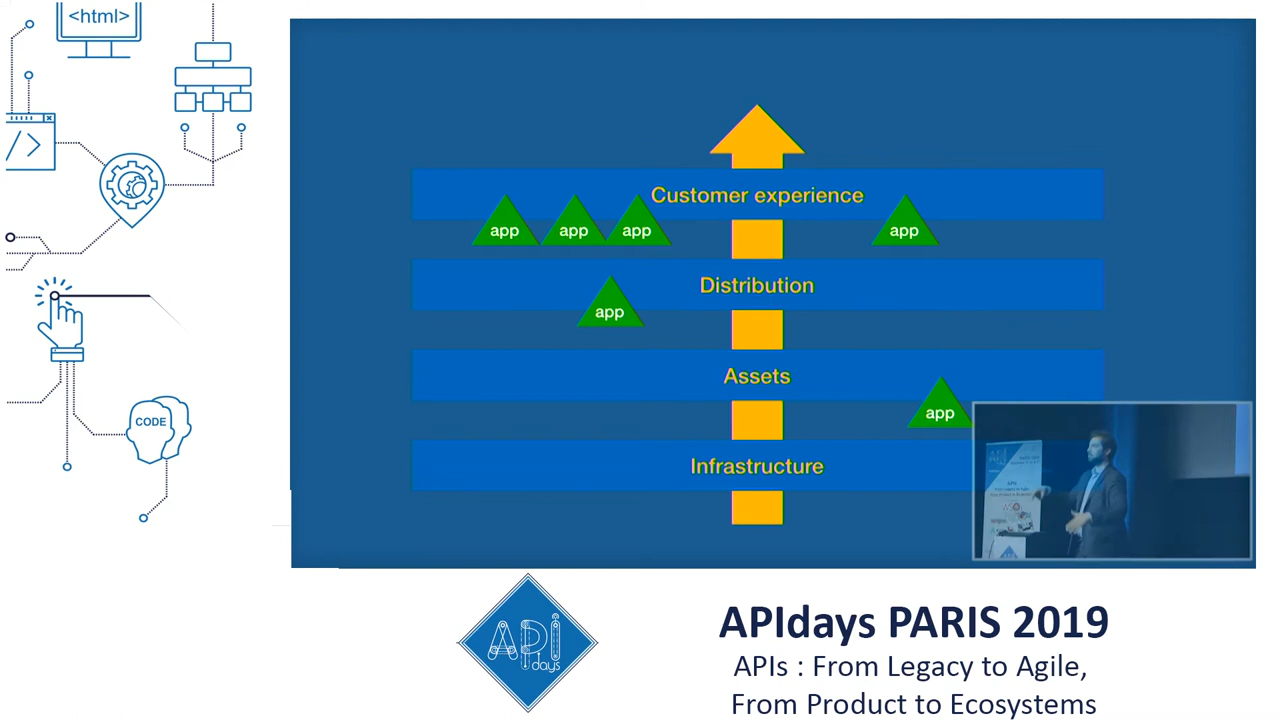 <html>
</>
CODE
Customer experience
app
app
app
app
Distribution
app
Assets
app
Infrastructure
API
days
APIdays PARIS 2019
APIs : From Legacy to Agile,
From Product to Ecosystems